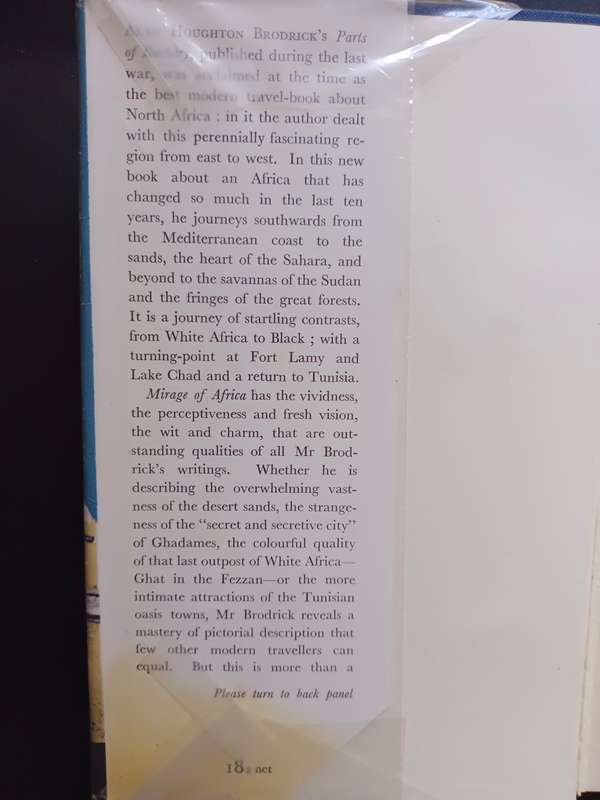 HOUGHTON BRODRICK'S Parts
of Barbary, published during the last
war, was acclaimed at the time as
the best modern travel-book about
North Africa : in it the author dealt
with this perennially fascinating re-
gion from east to west. In this new
book about an Africa that has
changed so much in the last ten
years, he journeys southwards from
the Mediterranean coast to the
sands, the heart of the Sahara, and
beyond to the savannas of the Sudan
and the fringes of the great forests.
It is a journey of startling contrasts,
from White Africa to Black ; with a
turning-point at Fort Lamy and
Lake Chad and a return to Tunisia.
Mirage of Africa has the vividness,
the perceptiveness and fresh vision,
the wit and charm, that are out-
standing qualities of all Mr Brod-
rick's writings. Whether he is
describing the overwhelming vast-
ness of the desert sands, the strange-
ness of the "secret and secretive city"
of Ghadames, the colourful quality
of that last outpost of White Africa—
Ghat in the Fezzan—or the more
intimate attractions of the Tunisian
oasis towns, Mr Brodrick reveals a
mastery of pictorial description that
few other modern travellers can
equal. But this is more than a
Please turn to back panel
18s net